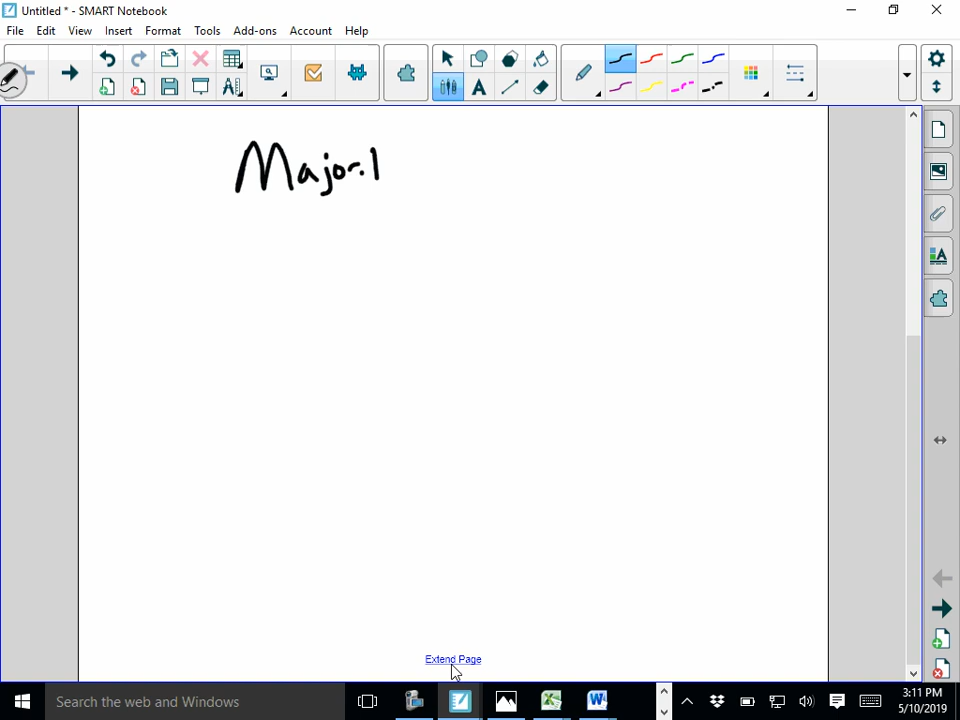 Untitled * - SMART Notebook
File Edit View Insert Format Tools Add-ons Account Help
A
Major.1
A
Extend Page
Search the web and Windows
3:11 PM
5/10/2019